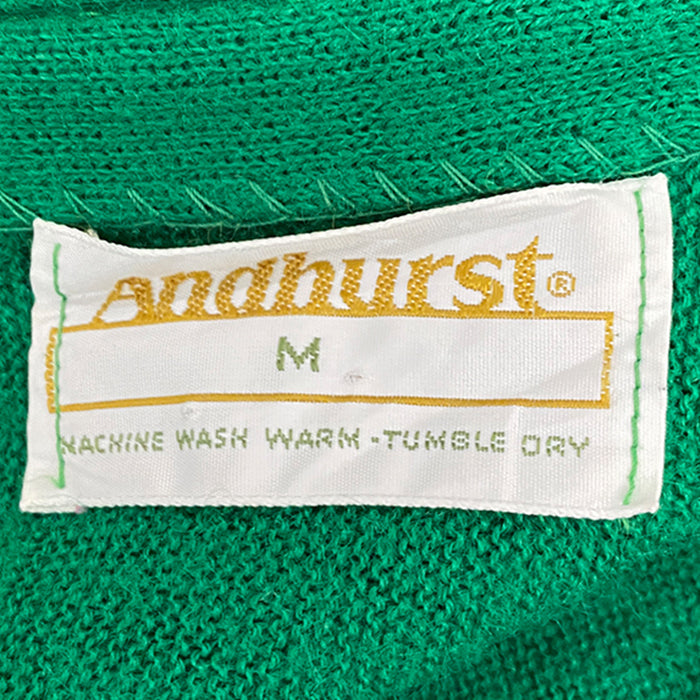 Andhurst®
M
MACHINE WASH WARM - TUMBLE DRY